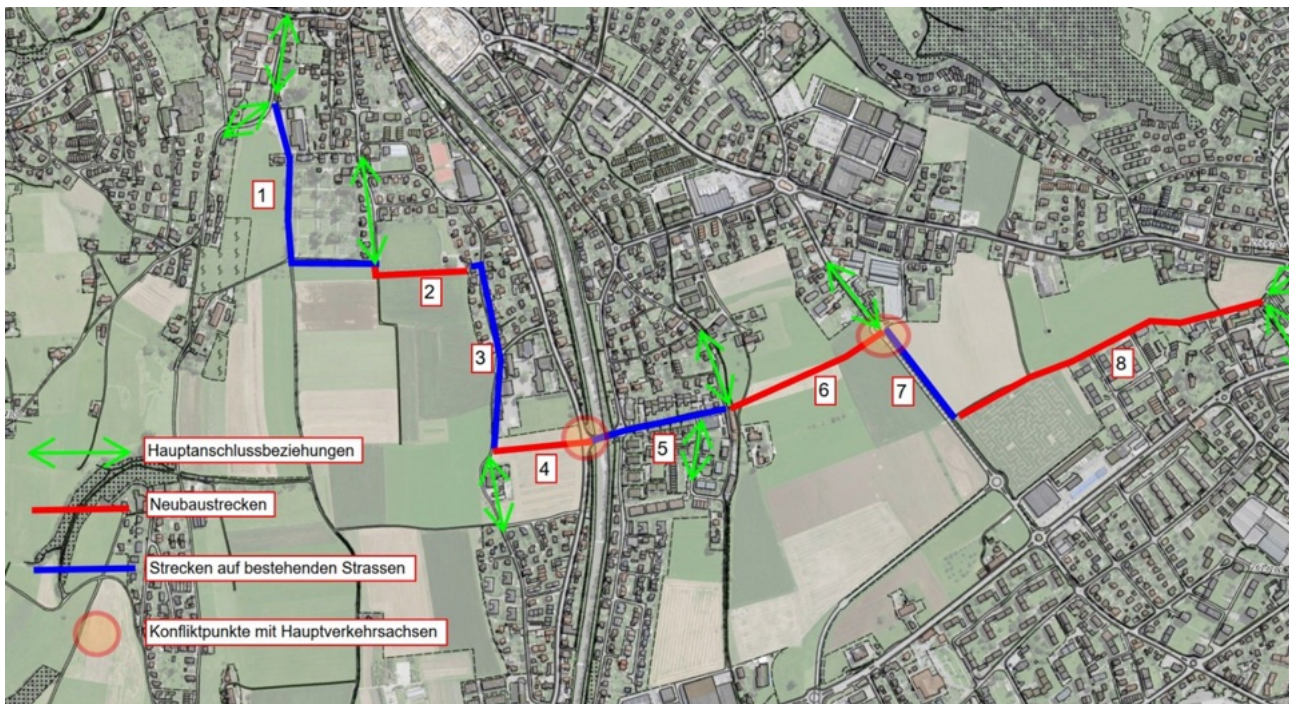 1
2
3
4
5
6
7
8
Hauptanschlussbeziehungen
Neubaustrecken
Strecken auf bestehenden Strassen
Konfliktpunkte mit Hauptverkehrsachsen